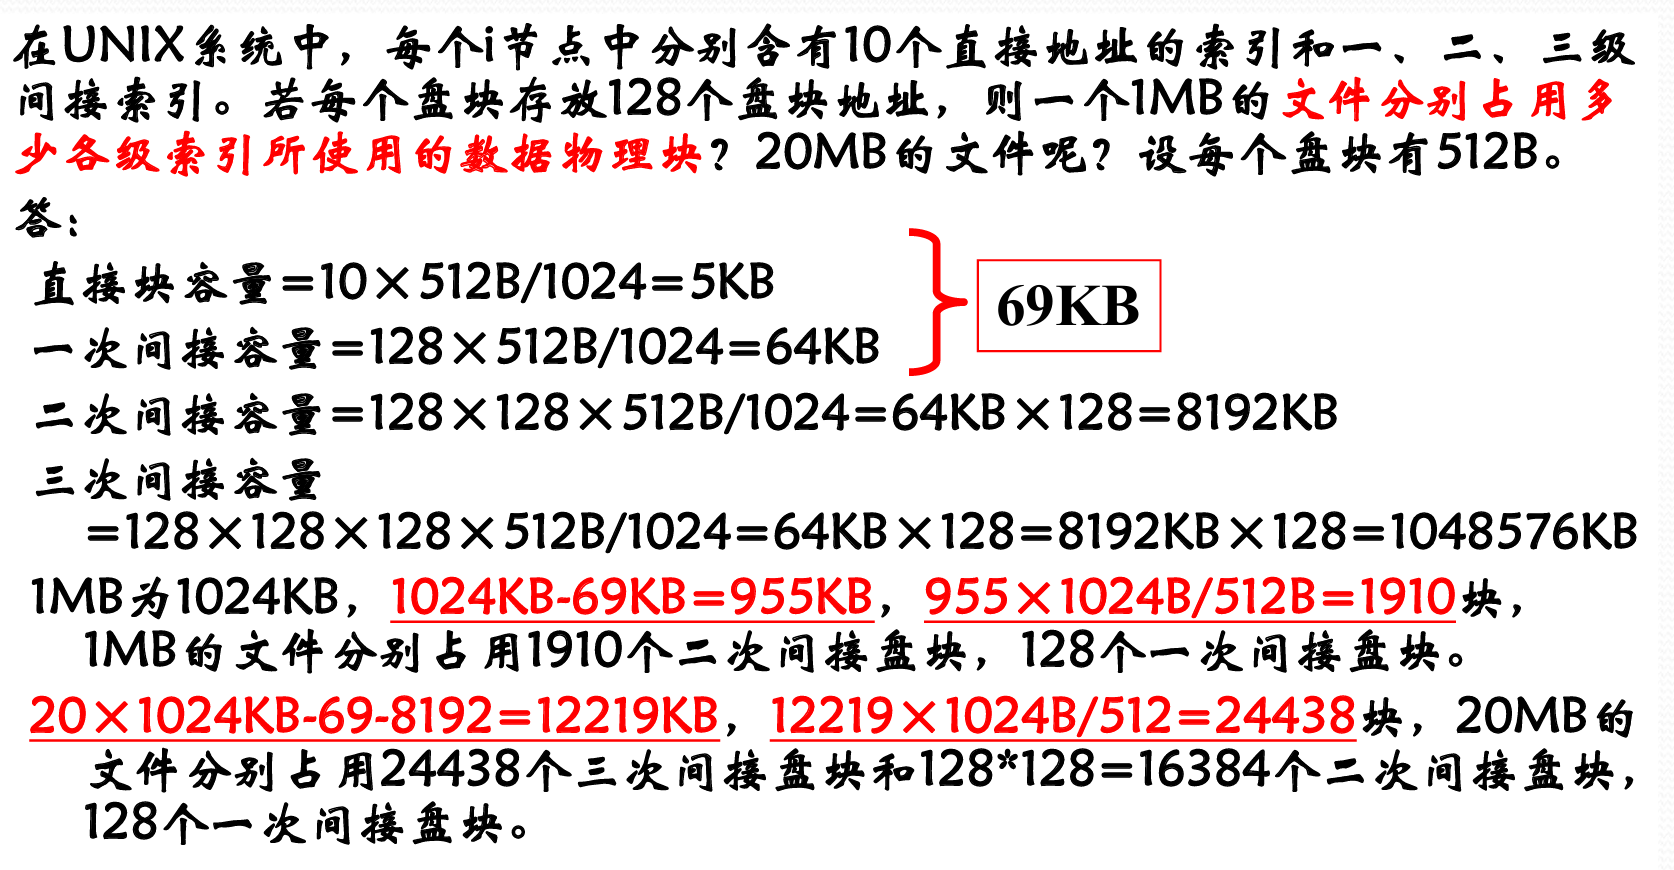 在UNIX系统中，每个i节点中分别含有10个直接地址的索引和一、二、三级
间接索引。若每个盘块存放128个盘块地址，则一个1MB的文件分别占用多
少各级索引所使用的数据物理块？20MB的文件呢？设每个盘块有512B。
答：
直接块容量=10×512B/1024=5KB
一次间接容量=128×512B/1024=64KB
69KB
二次间接容量=128×128×512B/1024=64KB×128=8192KB
三次间接容量
=128×128×128×512B/1024=64KB×128=8192KB×128=1048576KB
1MB为1024KB，1024KB-69KB=955KB，955×1024B/512B=1910块，
1MB的文件分别占用1910个二次间接盘块，128个一次间接盘块。
20×1024KB-69-8192=12219KB，12219×1024B/512=24438块，20MB的
文件分别占用24438个三次间接盘块和128*128=16384个二次间接盘块，
128个一次间接盘块。